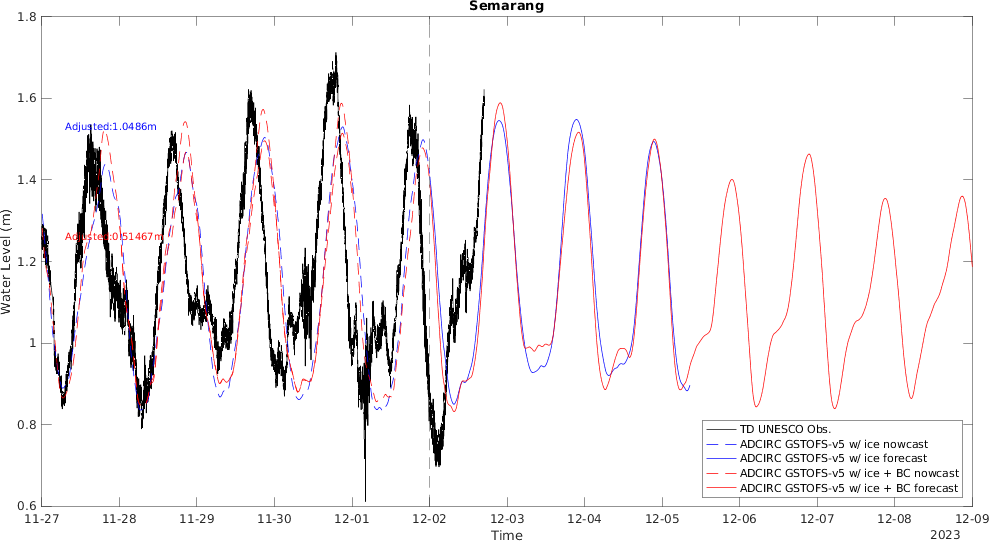 Semarang
1.8
1.6
1.4
1.2
1
0.8
0.6
Water Level (m)
Adjusted:1.0486m
Adjusted:0.51467m
TD UNESCO Obs.
ADCIRC GSTOFS-v5 w/ ice nowcast
ADCIRC GSTOFS-v5 w/ ice forecast
ADCIRC GSTOFS-v5 w/ ice + BC nowcast
ADCIRC GSTOFS-v5 w/ ice + BC forecast
11-27 11-28 11-29 11-30 12-01 12-02 12-03 12-04 12-05 12-06 12-07 12-08 12-09
Time
2023